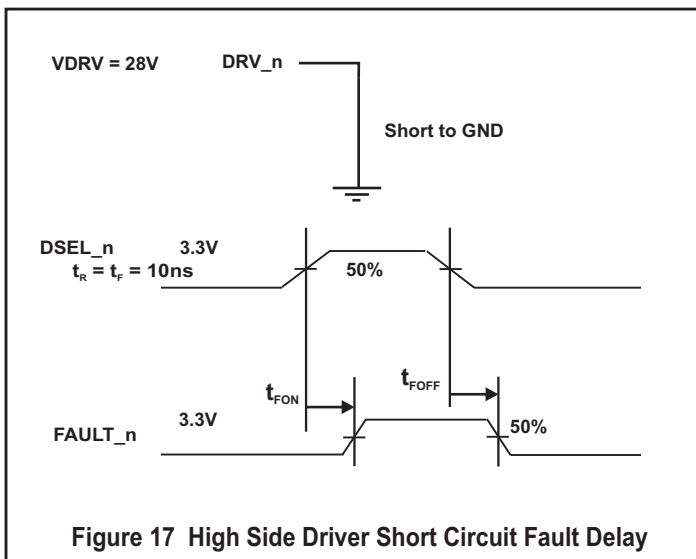 VDRV = 28V DRV_n
Short to GND
DSEL_n 3.3V
tR = tF = 10ns
50%
tFON
tFOFF
3.3V
FAULT_n
50%
Figure 17 High Side Driver Short Circuit Fault Delay